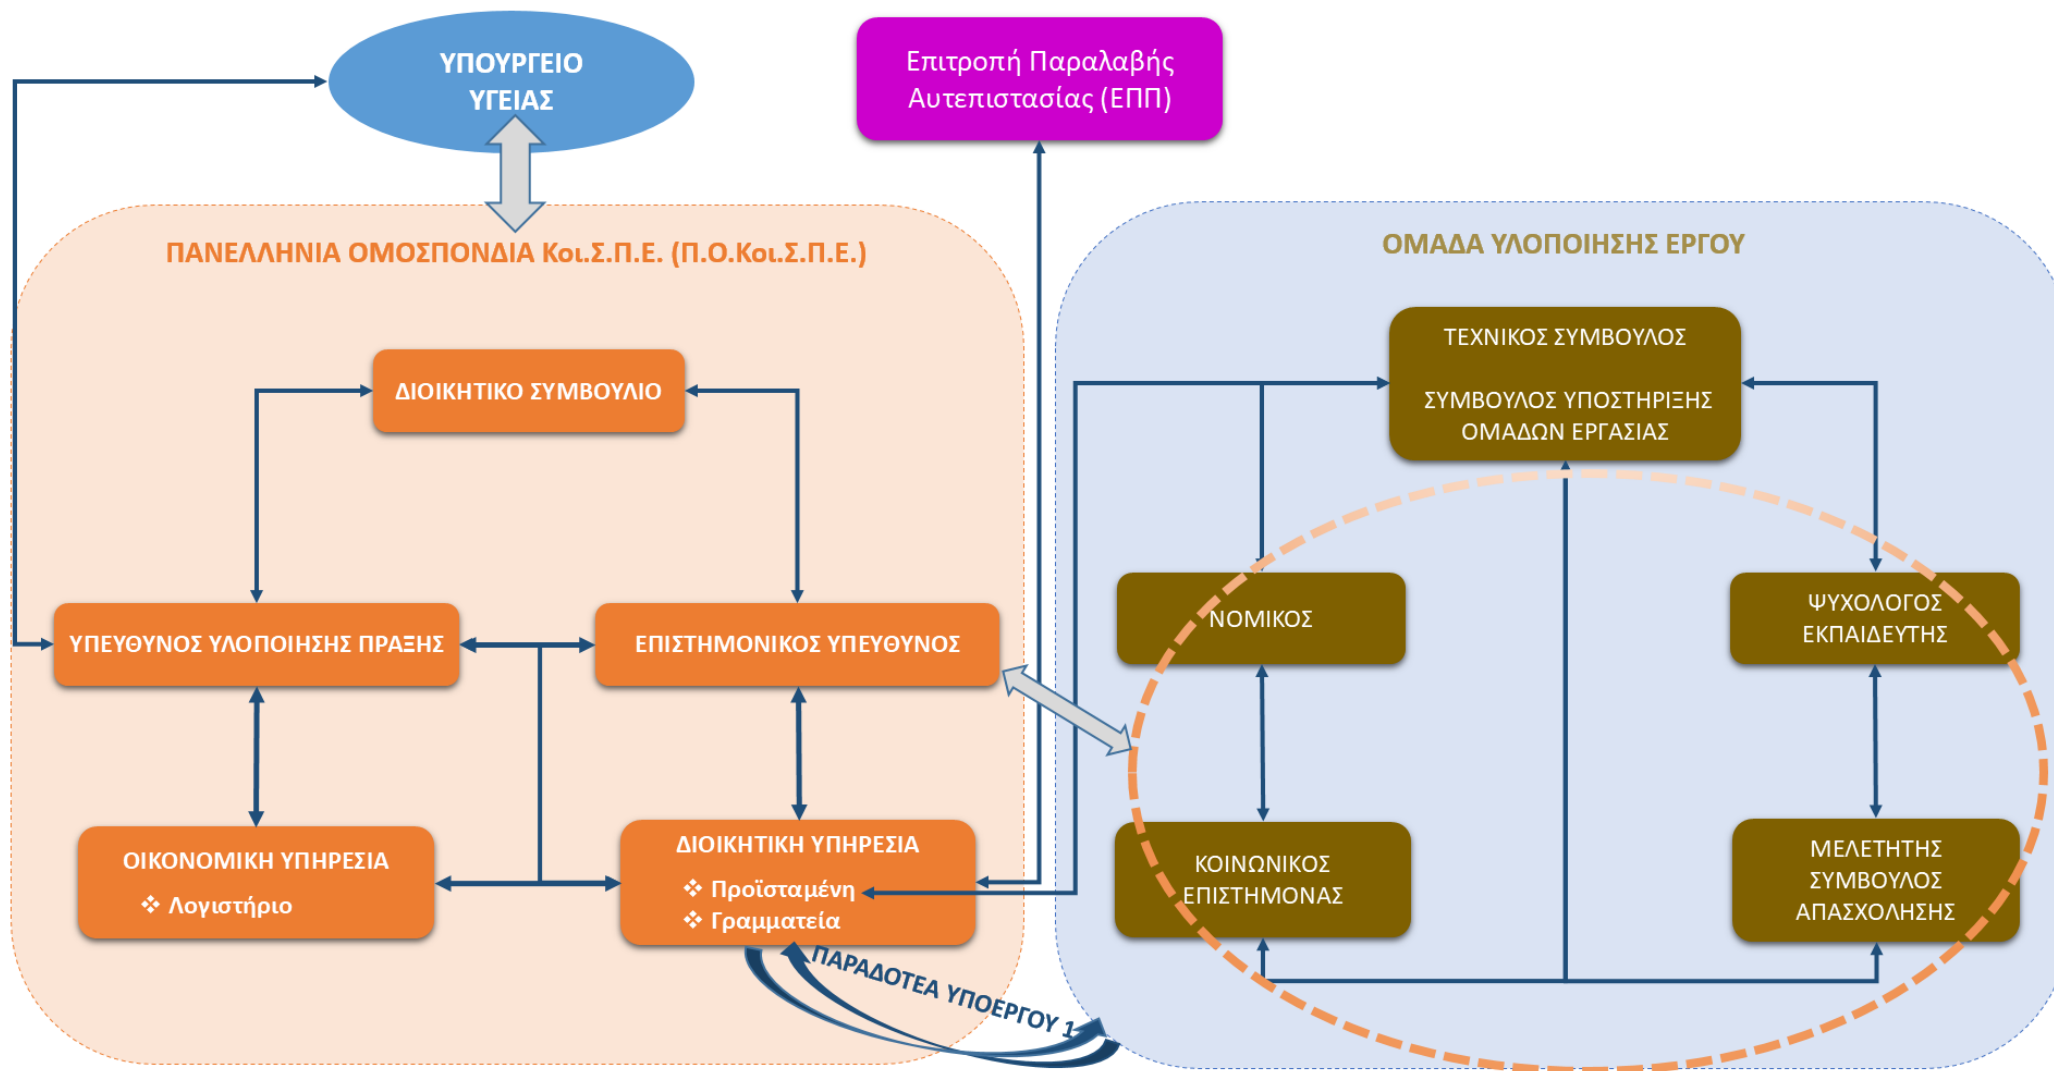 ΥΠΟΥΡΓΕΙΟ
ΥΓΕΙΑΣ
Επιτροπή Παραλαβής
Αυτεπιστασίας (ΕΠΠ)
ΠΑΝΕΛΛΗΝΙΑ ΟΜΟΣΠΟΝΔΙΑ Κοι.Σ.Π.Ε. (Π.Ο.Κοι.Σ.Π.Ε.)
ΔΙΟΙΚΗΤΙΚΟ ΣΥΜΒΟΥΛΙΟ
ΥΠΕΥΘΥΝΟΣ ΥΛΟΠΟΙΗΣΗΣ ΠΡΑΞΗΣ
ΕΠΙΣΤΗΜΟΝΙΚΟΣ ΥΠΕΥΘΥΝΟΣ
ΟΙΚΟΝΟΜΙΚΗ ΥΠΗΡΕΣΙΑ
❖ Λογιστήριο
ΔΙΟΙΚΗΤΙΚΗ ΥΠΗΡΕΣΙΑ
❖ Προϊσταμένη
❖ Γραμματεία
ΠΑΡΑΔΟΤΕΑ ΥΠΟΕΡΓΟΥ 1
ΟΜΑΔΑ ΥΛΟΠΟΙΗΣΗΣ ΕΡΓΟΥ
ΤΕΧΝΙΚΟΣ ΣΥΜΒΟΥΛΟΣ
ΣΥΜΒΟΥΛΟΣ ΥΠΟΣΤΗΡΙΞΗΣ
ΟΜΑΔΩΝ ΕΡΓΑΣΙΑΣ
ΝΟΜΙΚΟΣ
ΨΥΧΟΛΟΓΟΣ
ΕΚΠΑΙΔΕΥΤΗΣ
ΚΟΙΝΩΝΙΚΟΣ
ΕΠΙΣΤΗΜΟΝΑΣ
ΜΕΛΕΤΗΤΗΣ
ΣΥΜΒΟΥΛΟΣ
ΑΠΑΣΧΟΛΗΣΗΣ